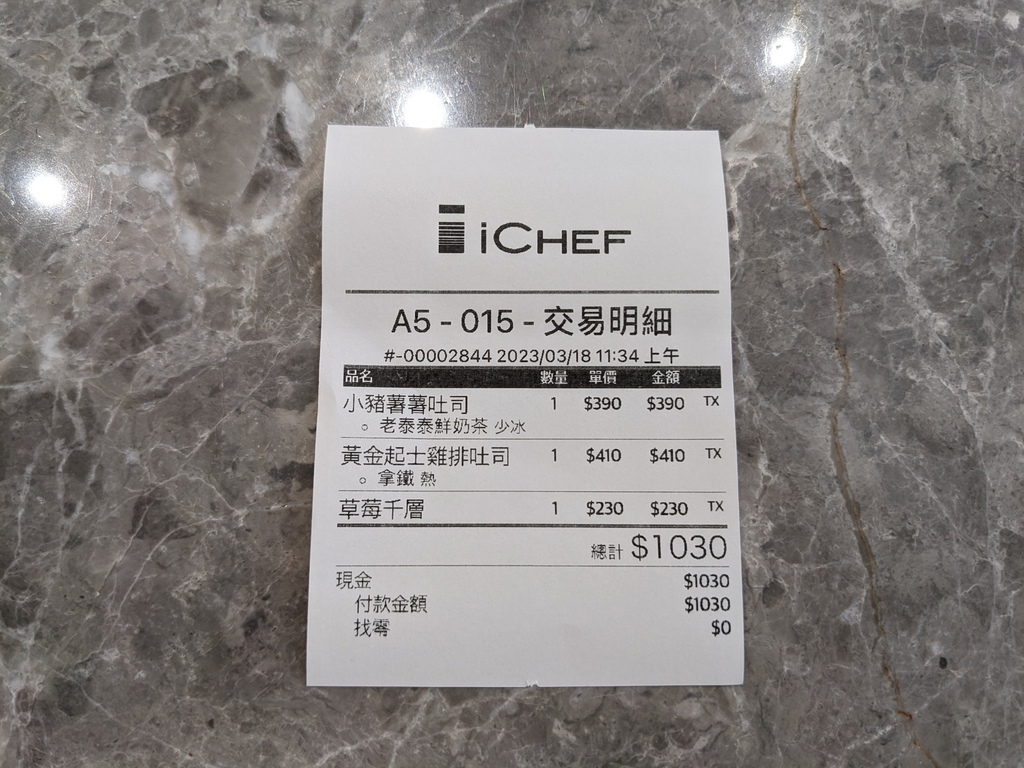 iCHEF
A5 - 015 - 交易明細
#-00002844 2023/03/18 11:34 上午
品名 數量 單價 金額
小豬薯薯吐司 1 $390 $390 TX
。 老泰泰鮮奶茶 少冰
黃金起士雞排吐司 1 $410 $410 TX
。 拿鐵 熱
草莓千層 1 $230 $230 TX
總計 $1030
現金 $1030
付款金額 $1030
找零 $0